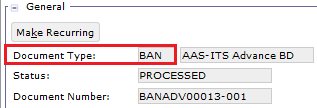 General
Make Recurring
Document Type: BAN AAS-ITS Advance BD
Status: PROCESSED
Document Number: BANADV00013-001